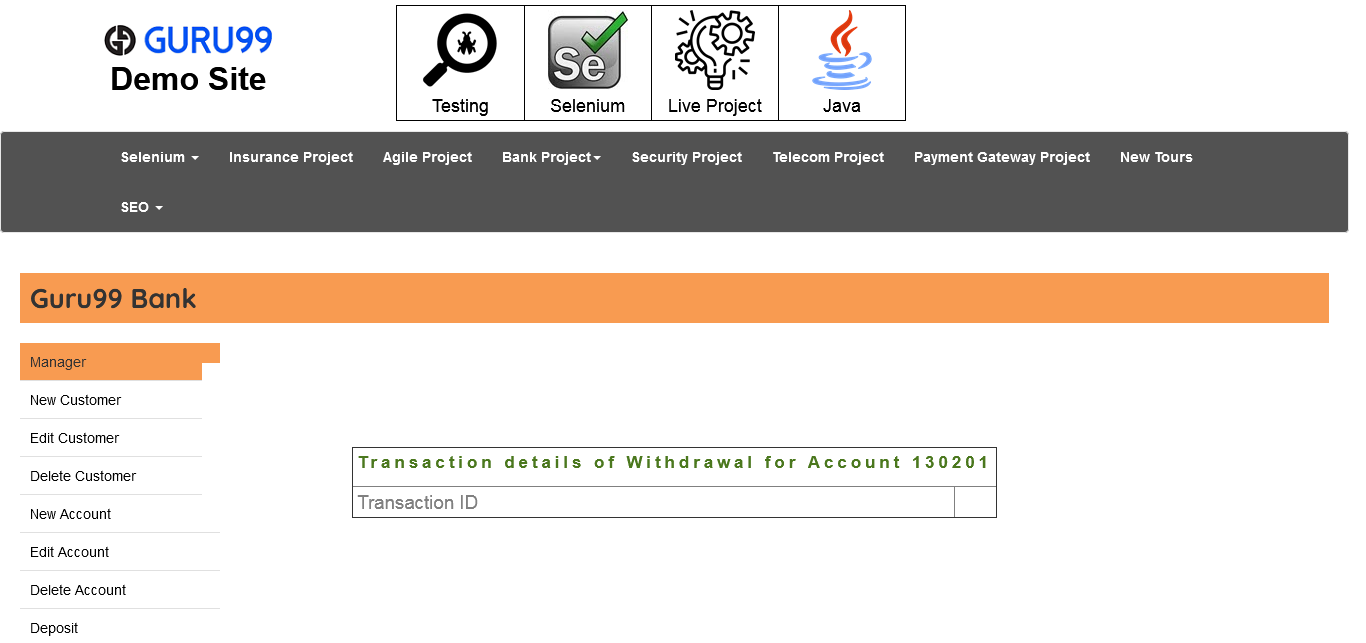 GURU99
Demo Site
Se
Testing Selenium Live Project Java
Selenium Insurance Project Agile Project Bank Project Security Project Telecom Project Payment Gateway Project New Tours
SEO
Guru99 Bank
Manager
New Customer
Edit Customer
Delete Customer
New Account
Edit Account
Delete Account
Deposit
Transaction details of Withdrawal for Account 130201
Transaction ID